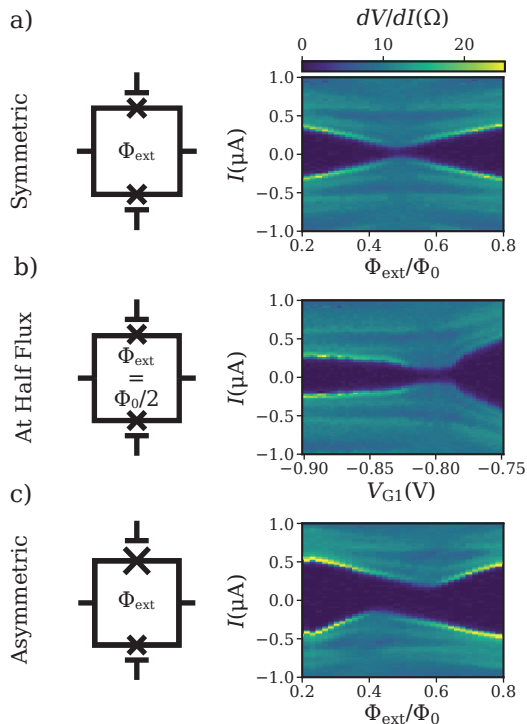 a)
dV/dI(Ω)
0 20
Symmetric
Φext
I(μA)
1.0
0.5
0.0
−0.5
−1.0
0.2 0.4 0.6 0.8
Φext/Φ0
b)
At Half Flux
Φext
=
Φ0/2
I(μA)
1.0
0.5
0.0
−0.5
−1.0
−0.90 −0.85 −0.80 −0.75
VG1(V)
c)
Asymmetric
Φext
I(μA)
1.0
0.5
0.0
−0.5
−1.0
0.2 0.4 0.6 0.8
Φext/Φ0